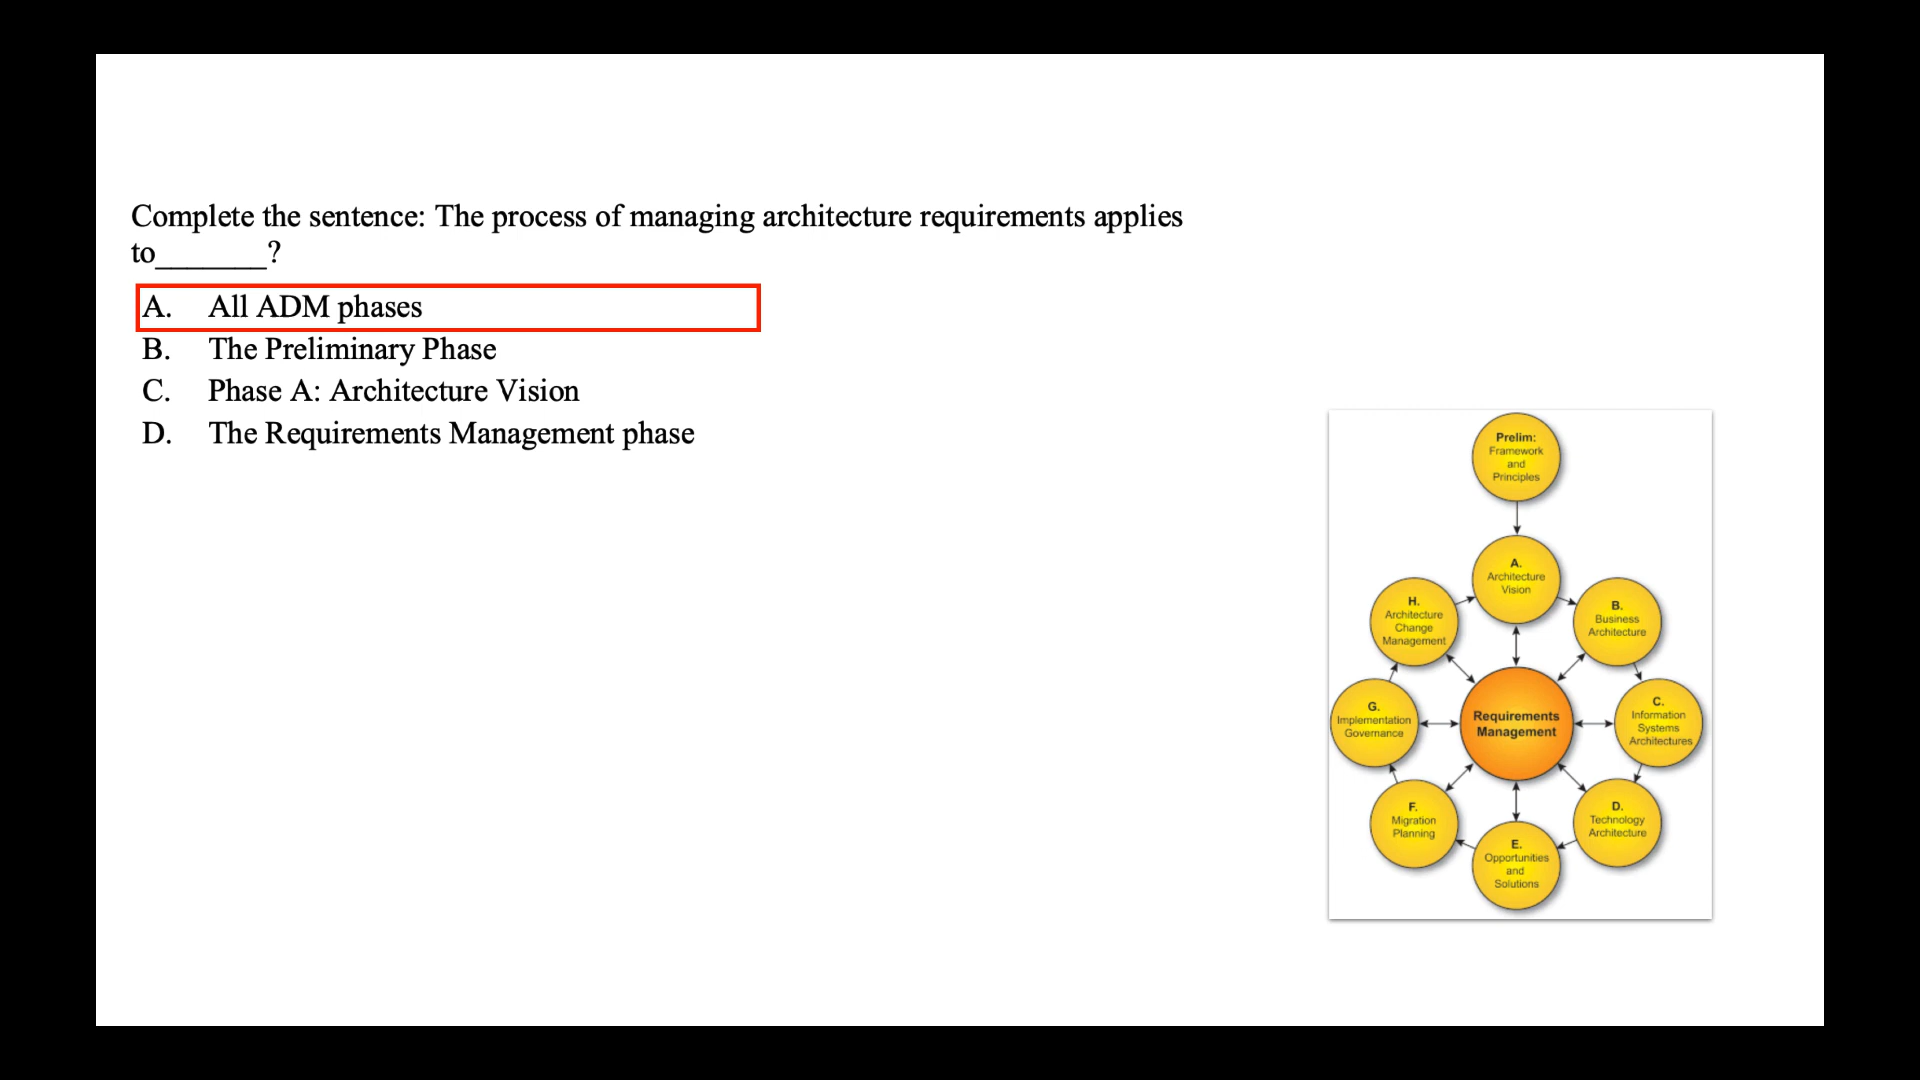 Complete the sentence: The process of managing architecture requirements applies
to_______?
A. All ADM phases
B. The Preliminary Phase
C. Phase A: Architecture Vision
D. The Requirements Management phase
Prelim:
Framework
and
Principles
A.
Architecture
Vision
H.
Architecture
Change
Management
B.
Business
Architecture
G.
Implementation
Governance
Requirements
Management
C.
Information
Systems
Architectures
F.
Migration
Planning
D.
Technology
Architecture
E.
Opportunities
and
Solutions